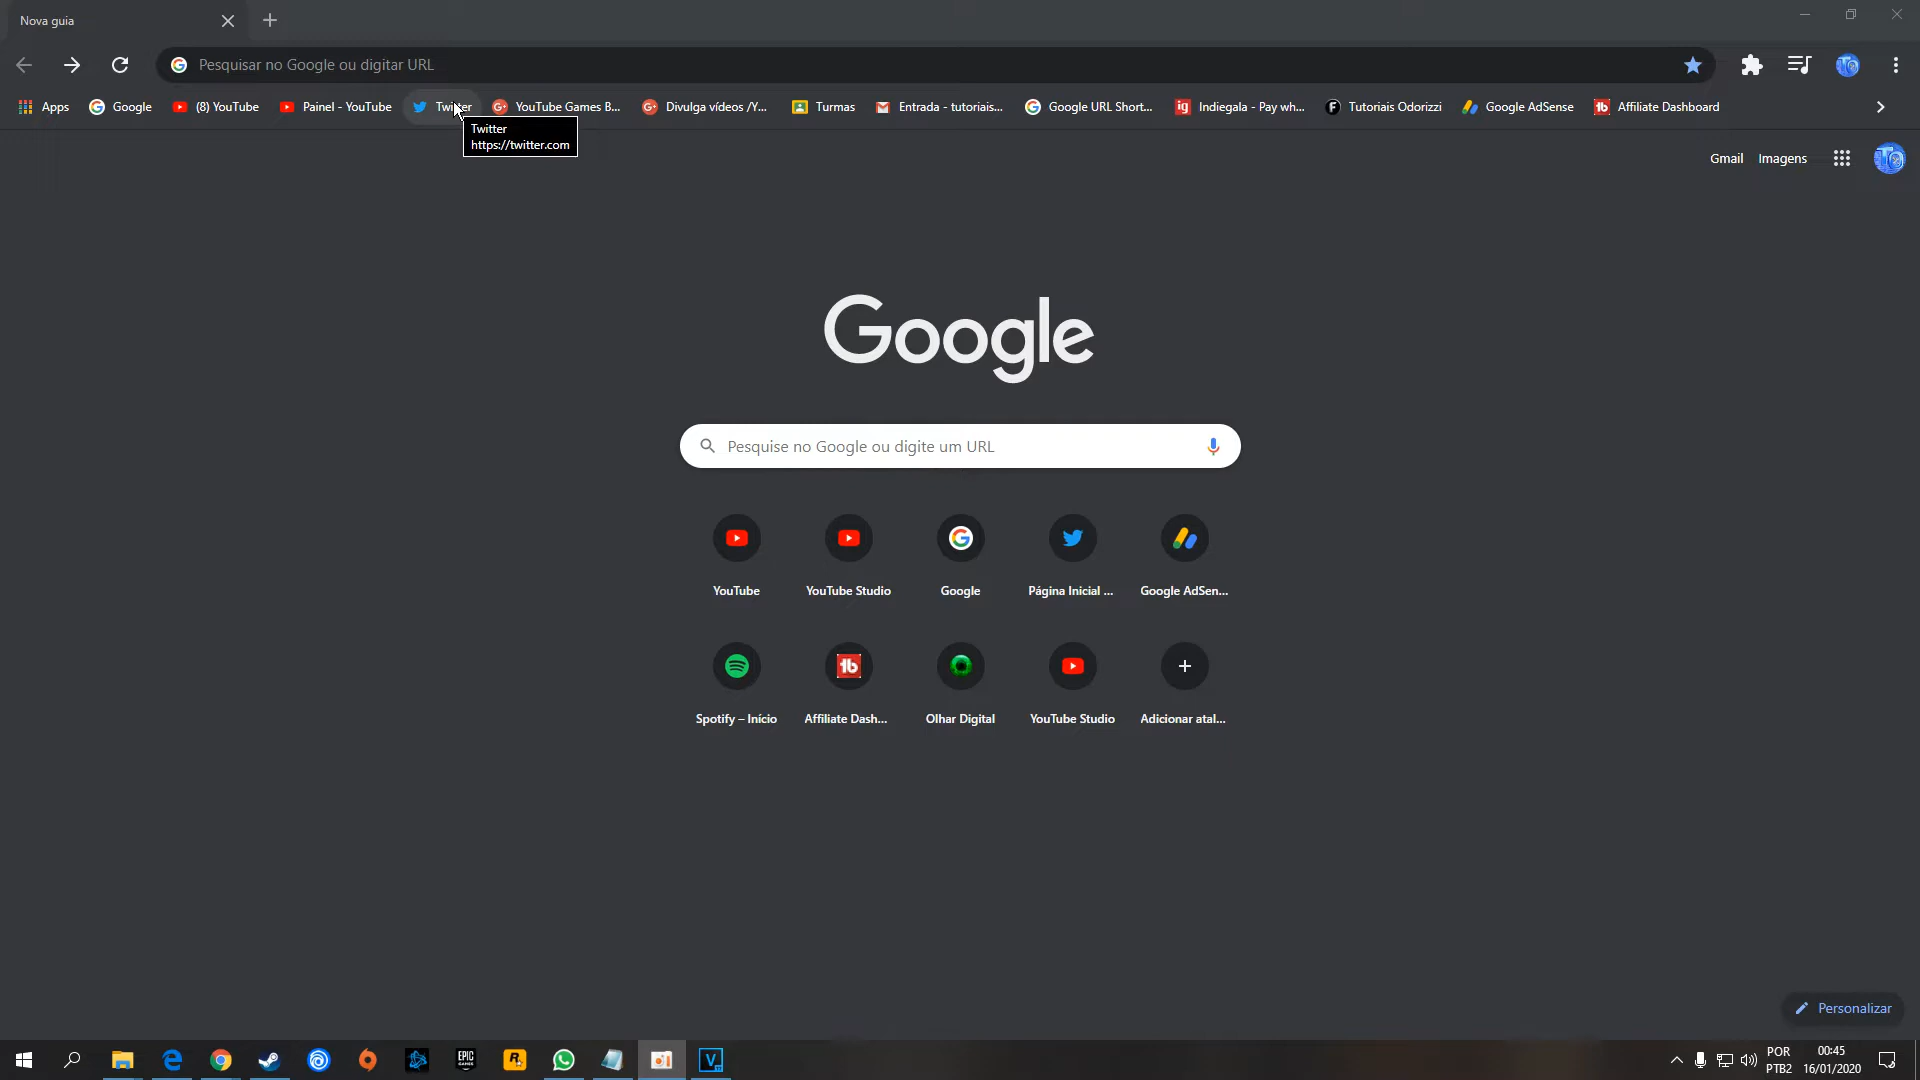 Nova guia
Pesquisar no Google ou digitar URL
Apps Google (8) YouTube Painel - YouTube Twitter YouTube Games B... Divulga vídeos /Y... Turmas Entrada - tutoriais... Google URL Short... Indiegala - Pay wh... Tutoriais Odorizzi Google AdSense Affiliate Dashboard
Twitter
https://twitter.com
Gmail Imagens
Google
Pesquise no Google ou digite um URL
YouTube YouTube Studio Google Página Inicial ... Google AdSen...
Spotify – Início Affiliate Dash... Olhar Digital YouTube Studio Adicionar atal...
Personalizar
POR 00:45
PTB2 16/01/2020